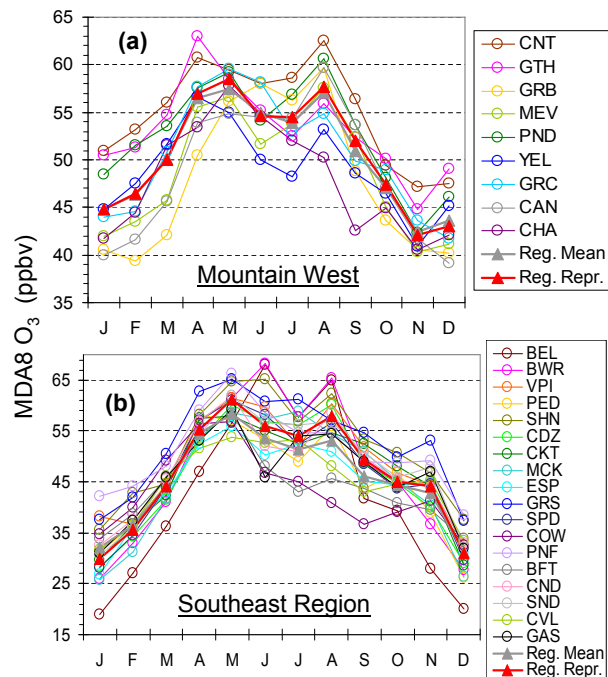 MDA8 O3 (ppbv)
(a)
65
60
55
50
45
40
35
Mountain West
J F M A M J J A S O N D
CNT
GTH
GRB
MEV
PND
YEL
GRC
CAN
CHA
Reg. Mean
Reg. Repr.
(b)
65
55
45
35
25
15
Southeast Region
J F M A M J J A S O N D
BEL
BWR
VPI
PED
SHN
CDZ
CKT
MCK
ESP
GRS
SPD
COW
PNF
BFT
CND
SND
CVL
GAS
Reg. Mean
Reg. Repr.